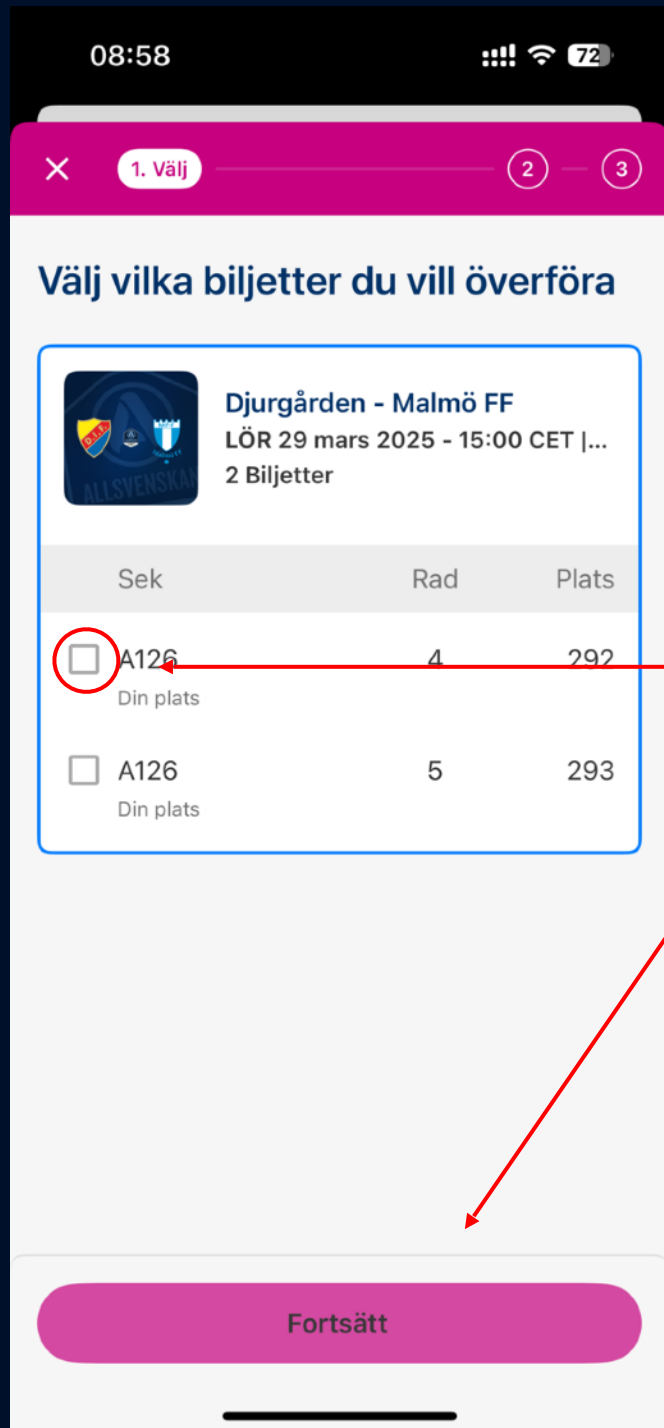 08:58
72
1. Välj
2
3
Välj vilka biljetter du vill överföra
D.I.F.
ALLSVENSKAN
Djurgården - Malmö FF
LÖR 29 mars 2025 - 15:00 CET |...
2 Biljetter
Sek Rad Plats
A126 4 292
Din plats
A126 5 293
Din plats
Fortsätt